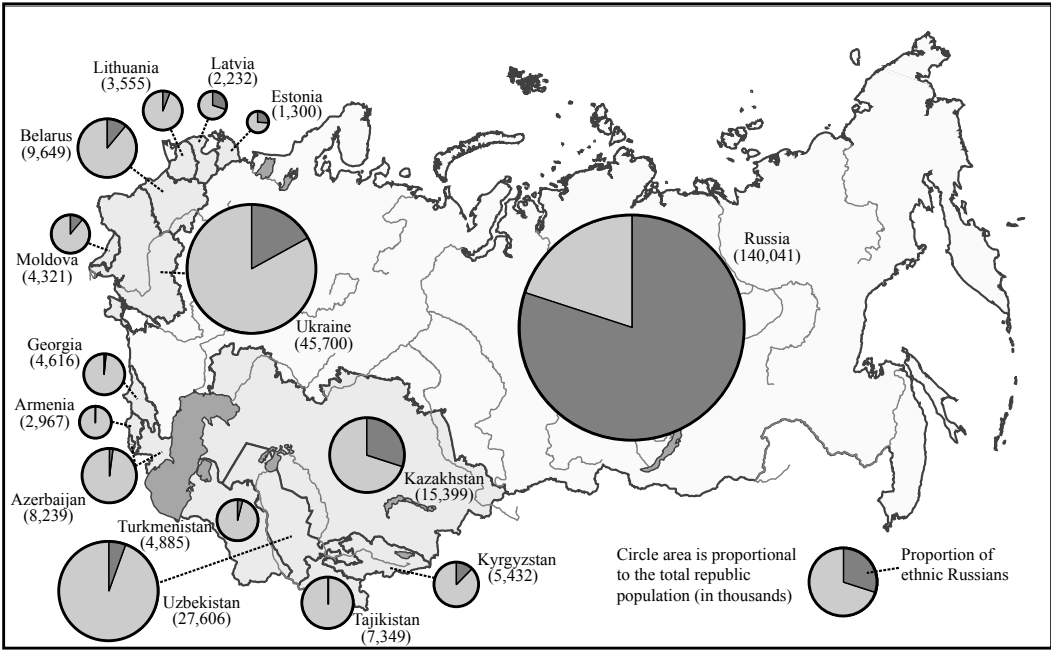 Lithuania
(3,555)
Latvia
(2,232)
Estonia
(1,300)
Belarus
(9,649)
Moldova
(4,321)
Ukraine
(45,700)
Russia
(140,041)
Georgia
(4,616)
Armenia
(2,967)
Azerbaijan
(8,239)
Kazakhstan
(15,399)
Turkmenistan
(4,885)
Uzbekistan
(27,606)
Tajikistan
(7,349)
Kyrgyzstan
(5,432)
Circle area is proportional
to the total republic
population (in thousands)
Proportion of
ethnic Russians